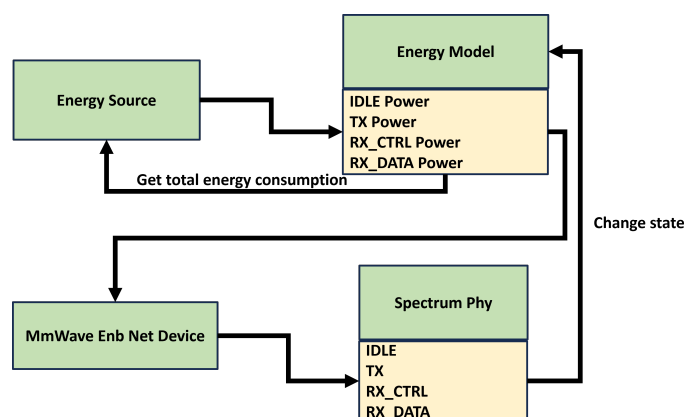 Energy Model
Energy Source
IDLE Power
TX Power
RX_CTRL Power
RX_DATA Power
Get total energy consumption
Change state
MmWave Enb Net Device
Spectrum Phy
IDLE
TX
RX_CTRL
RX_DATA